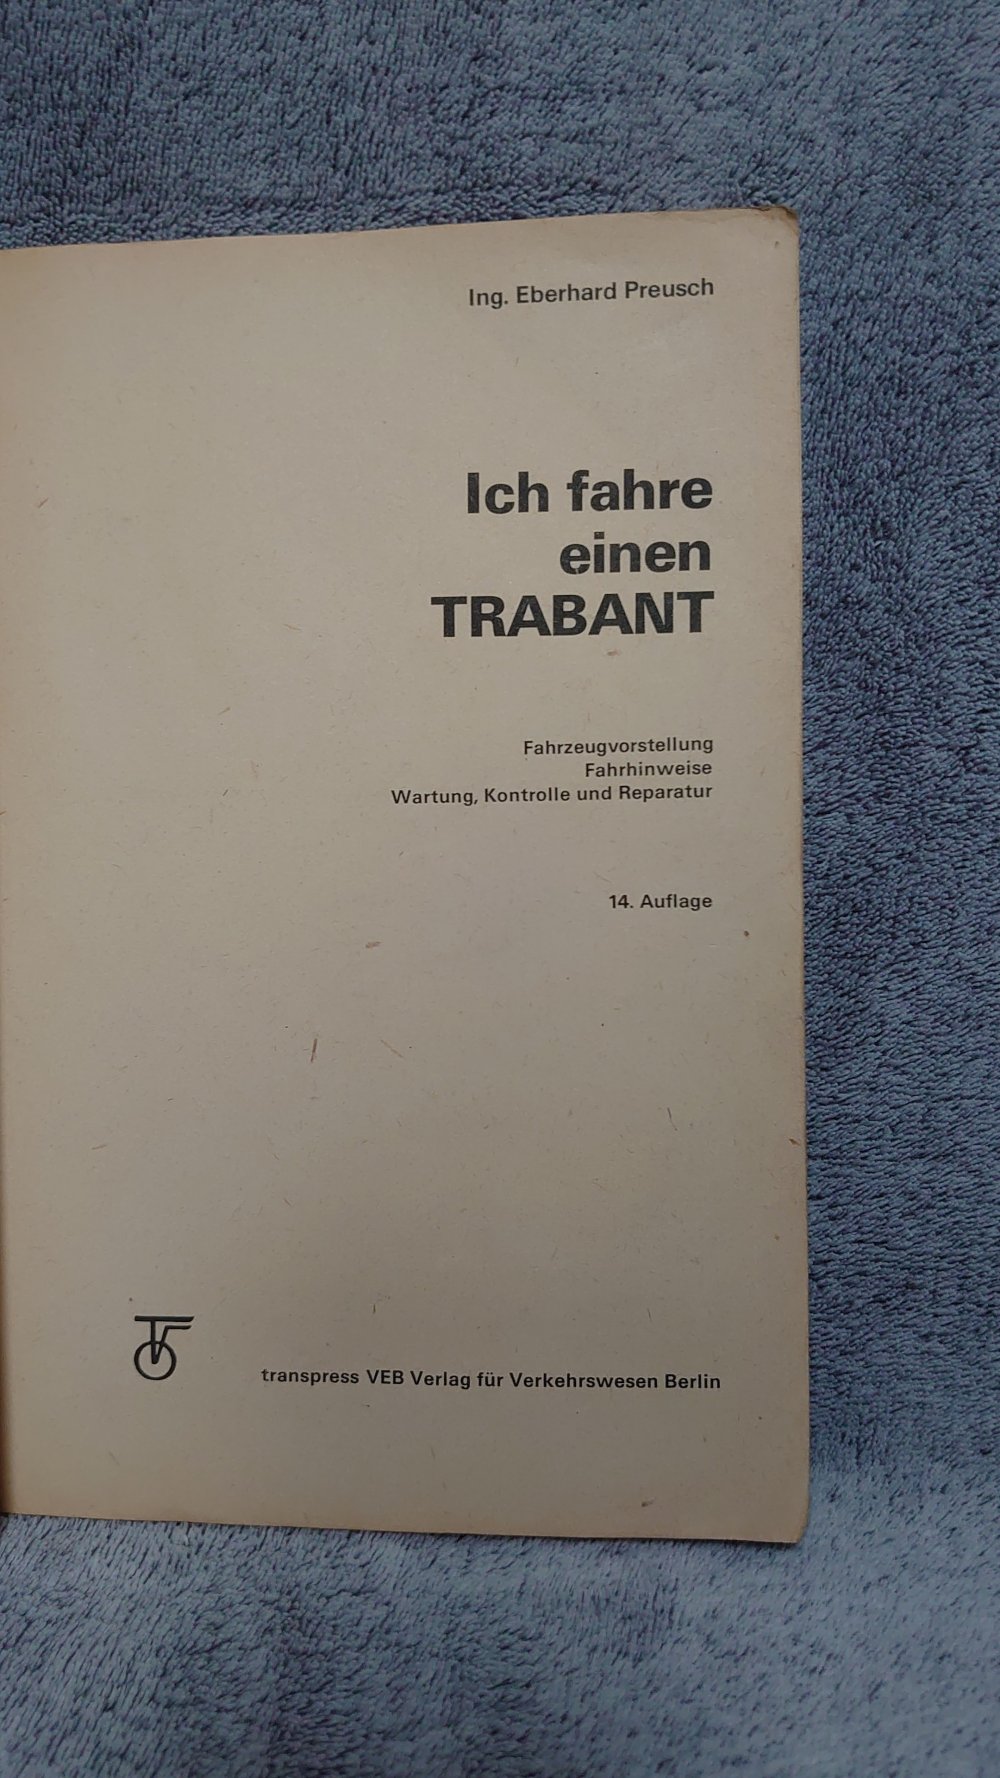 Ing. Eberhard Preusch
Ich fahre
einen
TRABANT
Fahrzeugvorstellung
Fahrhinweise
Wartung, Kontrolle und Reparatur
14. Auflage
transpress VEB Verlag für Verkehrswesen Berlin